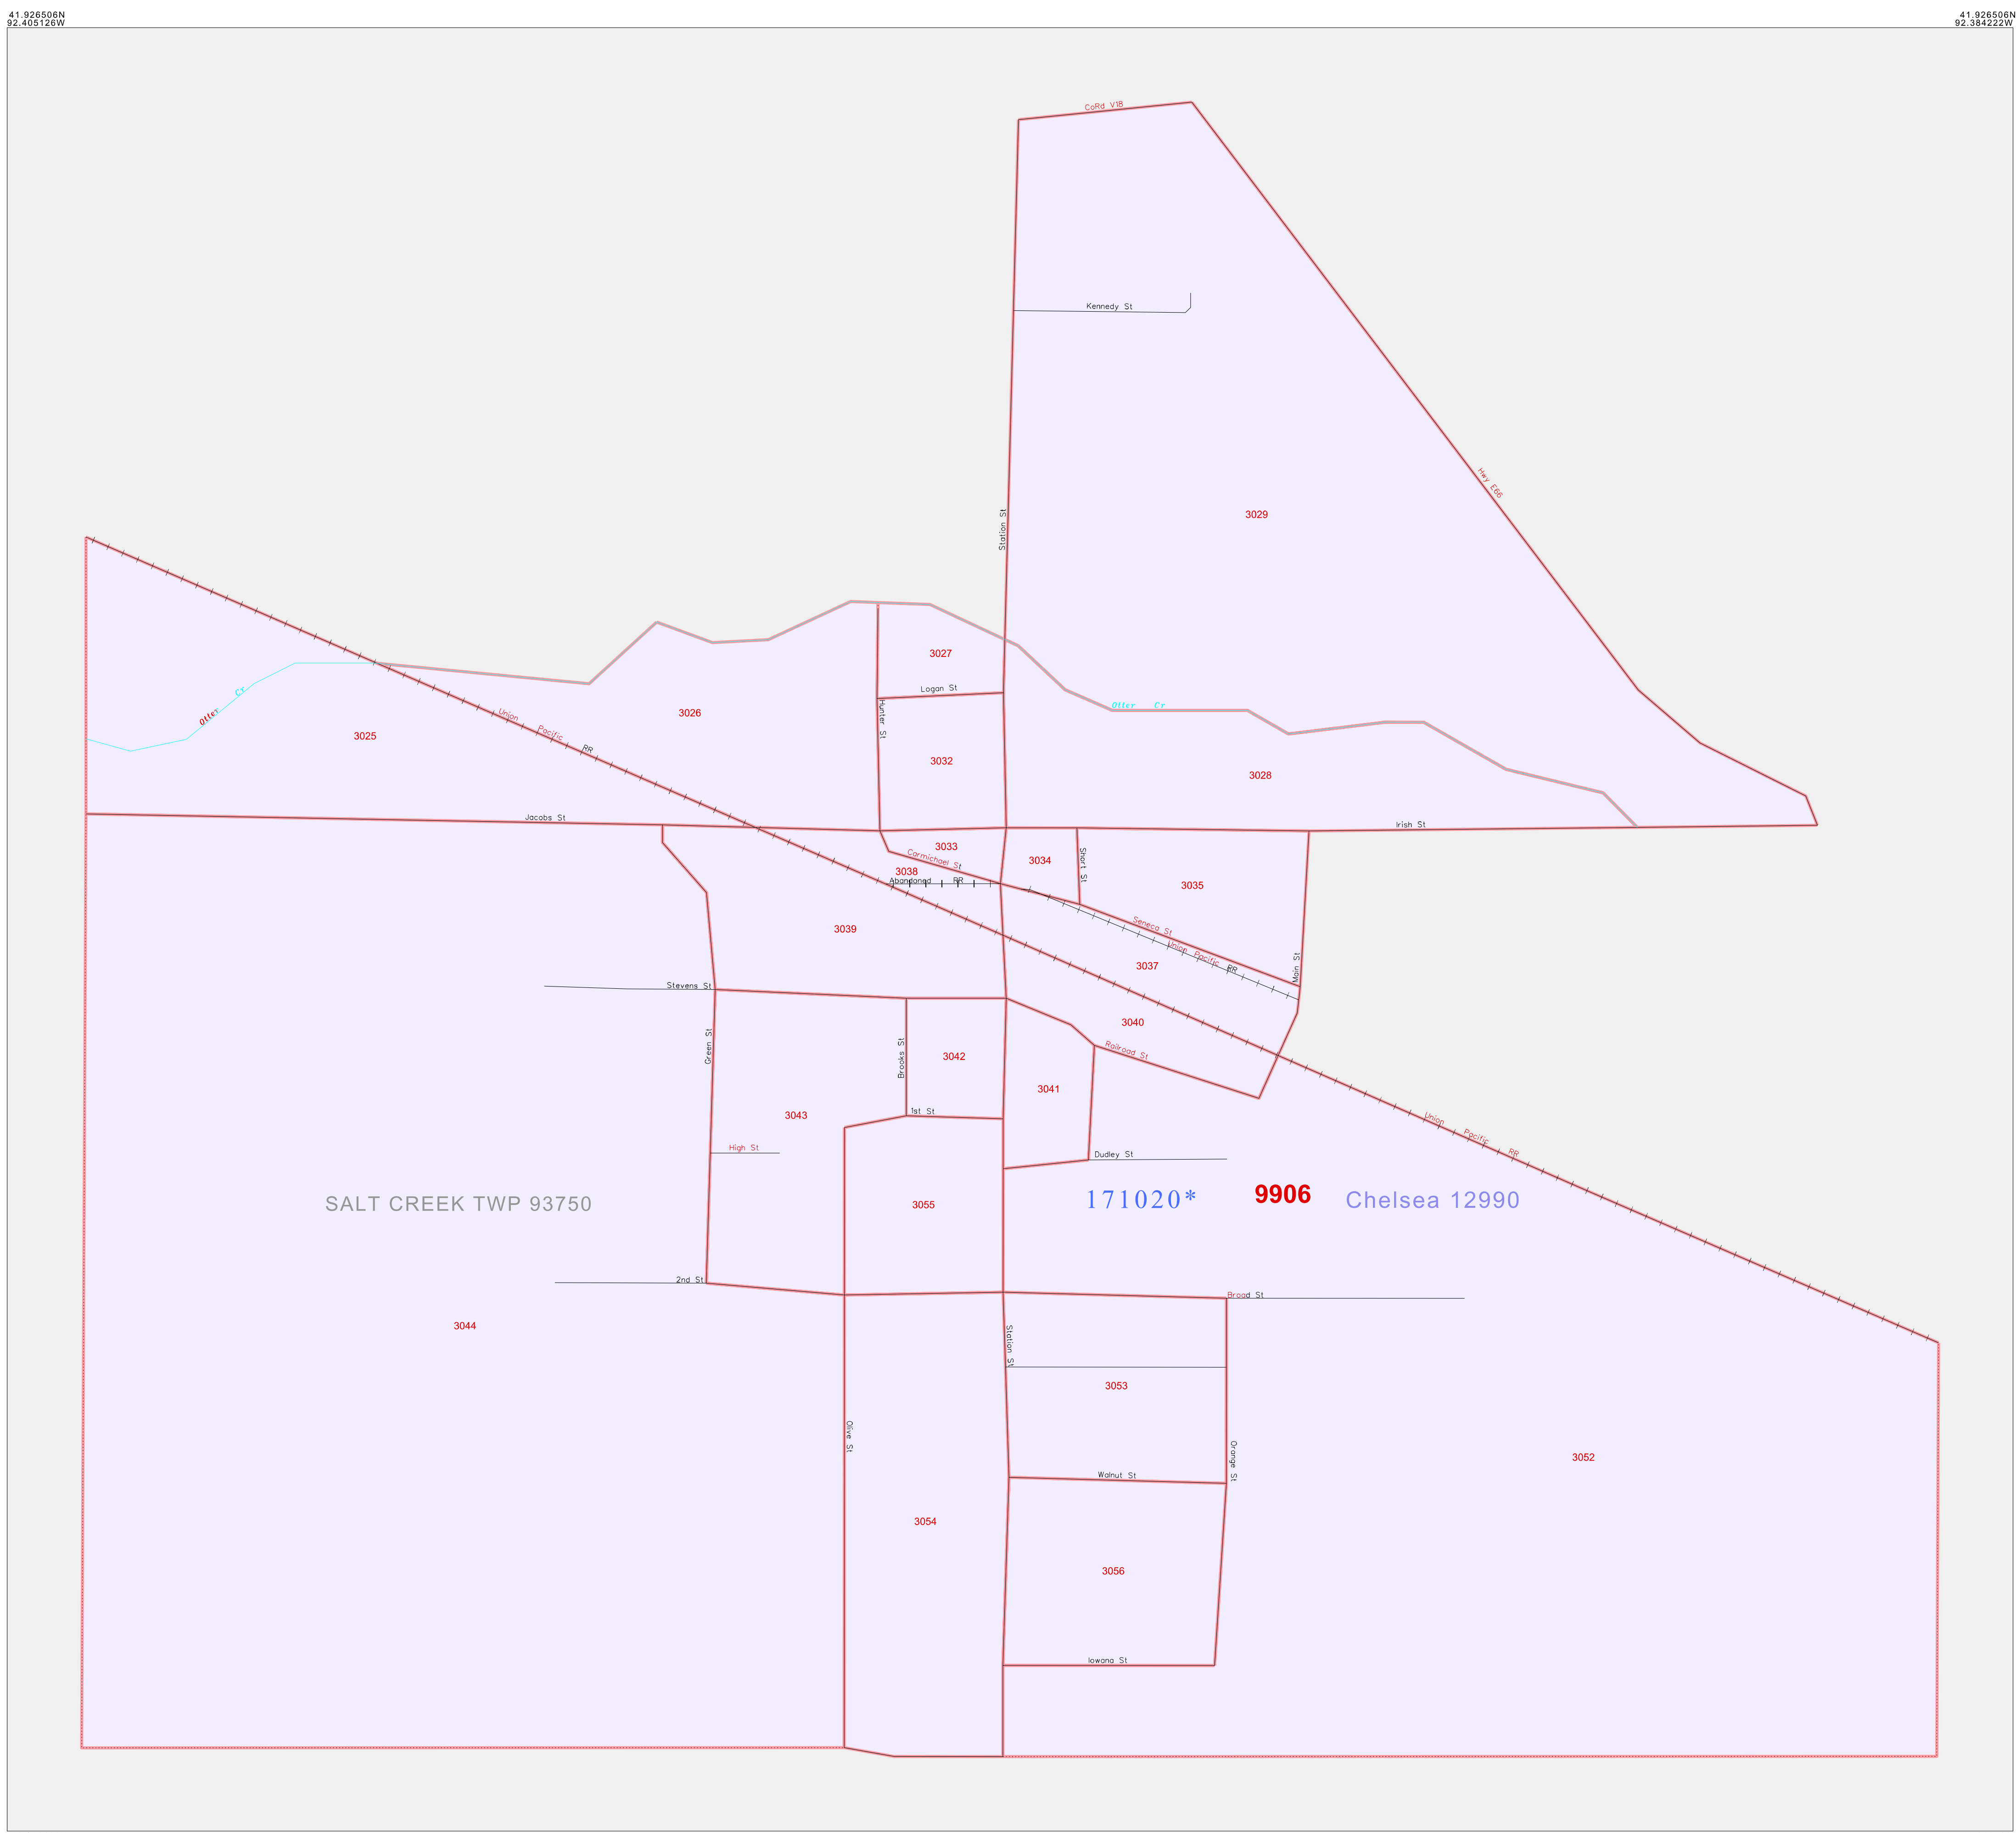 41.926506N
92.405126W
41.926506N
92.384222W
CoRd V18
Kennedy St
Hwy E66
Station St
3029
3027
Logan St
Otter Cr
Otter Cr
Union Pacific RR
3026
Hunter St
3025
3032
3028
Jacobs St
Irish St
3033
Carmichael St
3034
Short St
3038
Abandoned RR
3035
3039
Seneca St
Union Pacific RR
3037
Main St
Stevens St
3040
Green St
Brooks St
3042
Railroad St
3041
1st St
3043
Union Pacific RR
High St
Dudley St
SALT CREEK TWP 93750
3055
171020*
9906
Chelsea 12990
2nd St
Broad St
3044
Station St
3053
Olive St
Orange St
3052
Walnut St
3054
3056
Iowana St